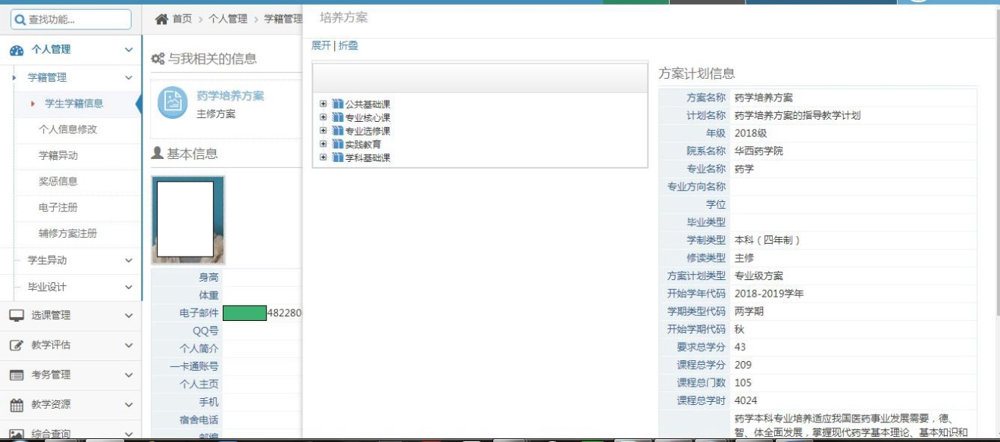 查找功能...
个人管理
学籍管理
学生学籍信息
个人信息修改
学籍异动
奖惩信息
电子注册
辅修方案注册
学生异动
毕业设计
选课管理
教学评估
考务管理
教学资源
综合查询
首页 > 个人管理 > 学籍管理
与我相关的信息
药学培养方案
主修方案
基本信息
身高
体重
电子邮件 482280
QQ号
个人简介
一卡通账号
个人主页
手机
宿舍电话
邮编
培养方案
展开 | 折叠
公共基础课
专业核心课
专业选修课
实践教育
学科基础课
方案计划信息
方案名称 药学培养方案
计划名称 药学培养方案的指导教学计划
年级 2018级
院系名称 华西药学院
专业名称 药学
专业方向名称
学位
毕业类型
学制类型 本科（四年制）
修读类型 主修
方案计划类型 专业级方案
开始学年代码 2018-2019学年
学期类型代码 两学期
开始学期代码 秋
要求总学分 43
课程总学分 209
课程总门数 105
课程总学时 4024
药学本科专业培养适应我国医药事业发展需要，德、
智、体全面发展，掌握现代药学基本理论、基本知识和